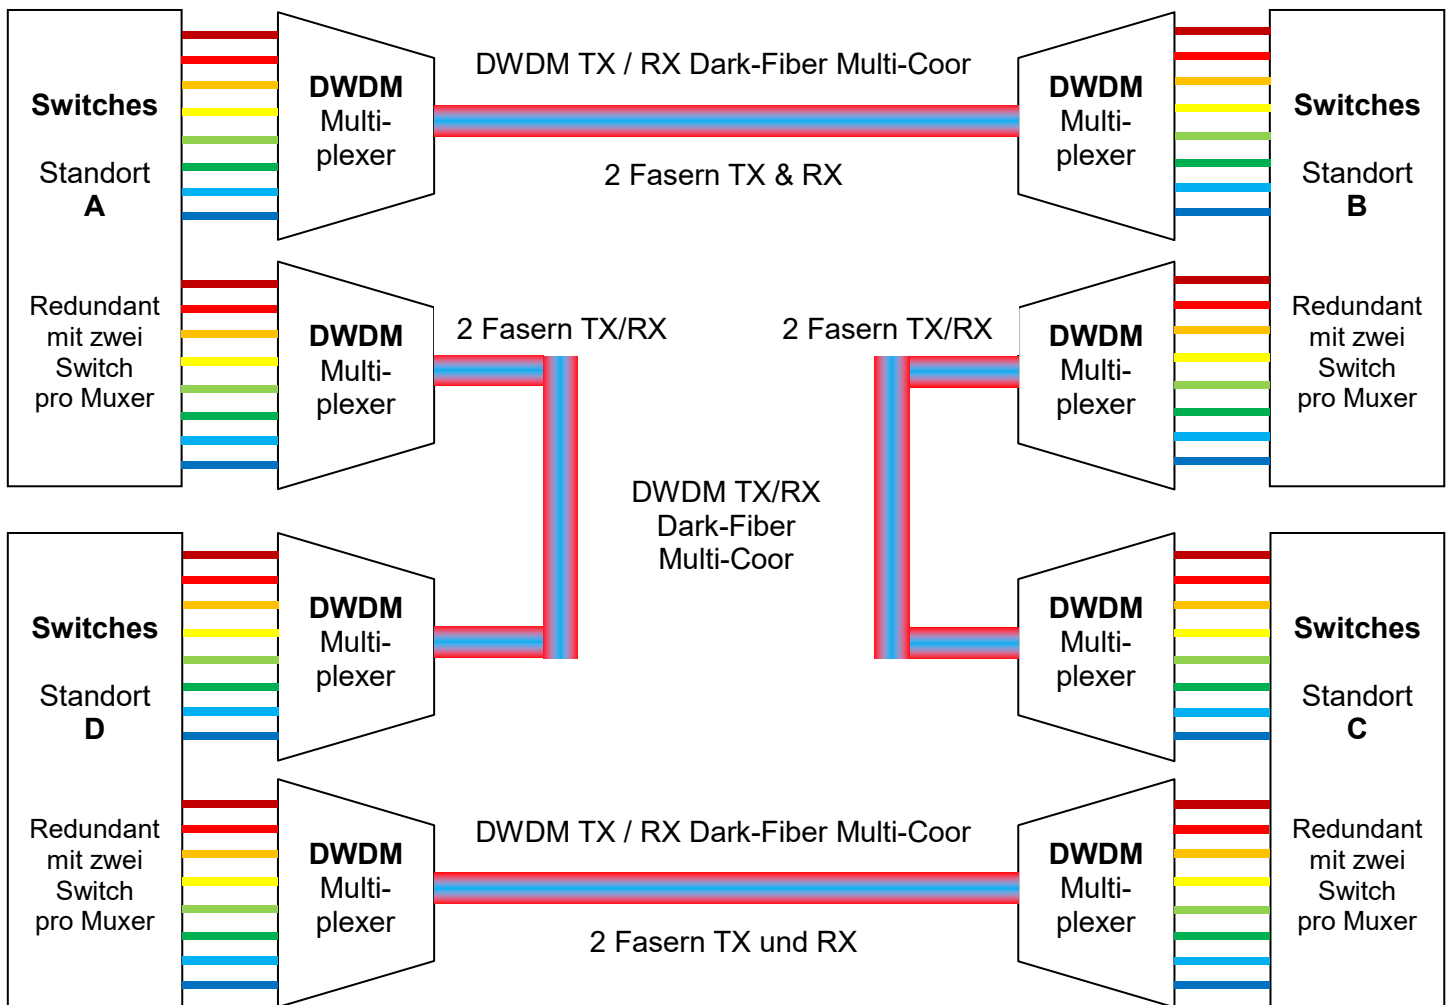 Switches
Standort
A
Redundant
mit zwei
Switch
pro Muxer
DWDM
Multi-
plexer
DWDM TX / RX Dark-Fiber Multi-Coor
2 Fasern TX & RX
DWDM
Multi-
plexer
Switches
Standort
B
Redundant
mit zwei
Switch
pro Muxer
DWDM
Multi-
plexer
2 Fasern TX/RX
2 Fasern TX/RX
DWDM
Multi-
plexer
DWDM TX/RX
Dark-Fiber
Multi-Coor
Switches
Standort
D
Redundant
mit zwei
Switch
pro Muxer
DWDM
Multi-
plexer
DWDM
Multi-
plexer
Switches
Standort
C
Redundant
mit zwei
Switch
pro Muxer
DWDM
Multi-
plexer
DWDM TX / RX Dark-Fiber Multi-Coor
2 Fasern TX und RX
DWDM
Multi-
plexer